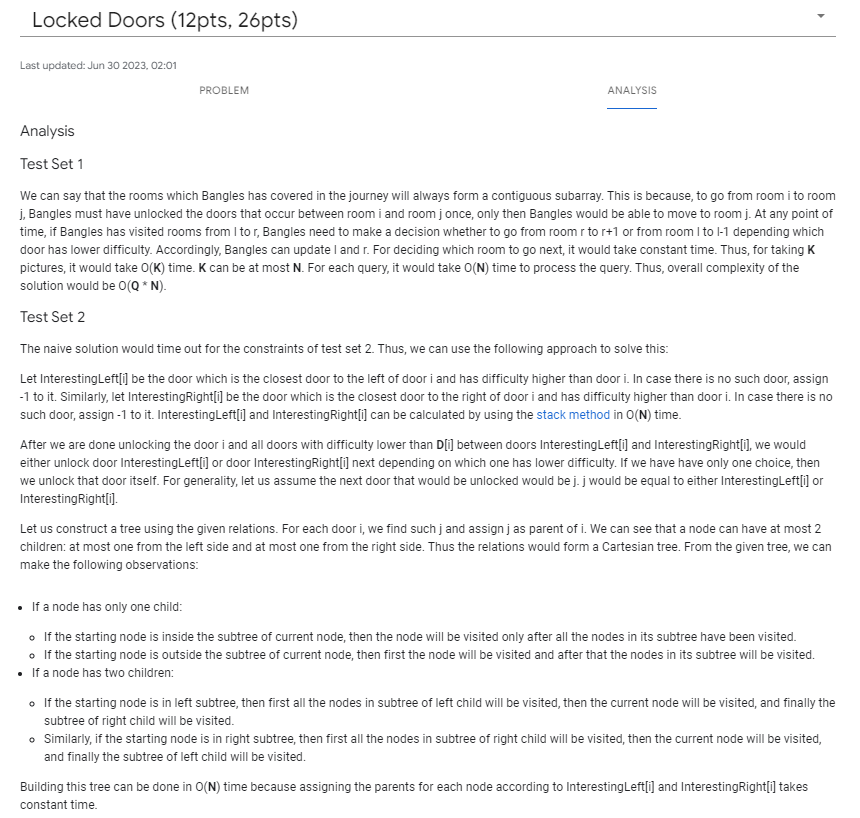 Locked Doors (12pts, 26pts)
Last updated: Jun 30 2023, 02:01
PROBLEM
ANALYSIS
Analysis
Test Set 1
We can say that the rooms which Bangles has covered in the journey will always form a contiguous subarray. This is because, to go from room i to room
j, Bangles must have unlocked the doors that occur between room i and room j once, only then Bangles would be able to move to room j. At any point of
time, if Bangles has visited rooms from l to r, Bangles need to make a decision whether to go from room r to r+1 or from room l to l-1 depending which
door has lower difficulty. Accordingly, Bangles can update l and r. For deciding which room to go next, it would take constant time. Thus, for taking K
pictures, it would take O(K) time. K can be at most N. For each query, it would take O(N) time to process the query. Thus, overall complexity of the
solution would be O(Q * N).
Test Set 2
The naive solution would time out for the constraints of test set 2. Thus, we can use the following approach to solve this:
Let InterestingLeft[i] be the door which is the closest door to the left of door i and has difficulty higher than door i. In case there is no such door, assign
-1 to it. Similarly, let InterestingRight[i] be the door which is the closest door to the right of door i and has difficulty higher than door i. In case there is no
such door, assign -1 to it. InterestingLeft[i] and InterestingRight[i] can be calculated by using the stack method in O(N) time.
After we are done unlocking the door i and all doors with difficulty lower than D[i] between doors InterestingLeft[i] and InterestingRight[i], we would
either unlock door InterestingLeft[i] or door InterestingRight[i] next depending on which one has lower difficulty. If we have have only one choice, then
we unlock that door itself. For generality, let us assume the next door that would be unlocked would be j. j would be equal to either InterestingLeft[i] or
InterestingRight[i].
Let us construct a tree using the given relations. For each door i, we find such j and assign j as parent of i. We can see that a node can have at most 2
children: at most one from the left side and at most one from the right side. Thus the relations would form a Cartesian tree. From the given tree, we can
make the following observations:
• If a node has only one child:
o If the starting node is inside the subtree of current node, then the node will be visited only after all the nodes in its subtree have been visited.
o If the starting node is outside the subtree of current node, then first the node will be visited and after that the nodes in its subtree will be visited.
• If a node has two children:
o If the starting node is in left subtree, then first all the nodes in subtree of left child will be visited, then the current node will be visited, and finally the
subtree of right child will be visited.
o Similarly, if the starting node is in right subtree, then first all the nodes in subtree of right child will be visited, then the current node will be visited,
and finally the subtree of left child will be visited.
Building this tree can be done in O(N) time because assigning the parents for each node according to InterestingLeft[i] and InterestingRight[i] takes
constant time.